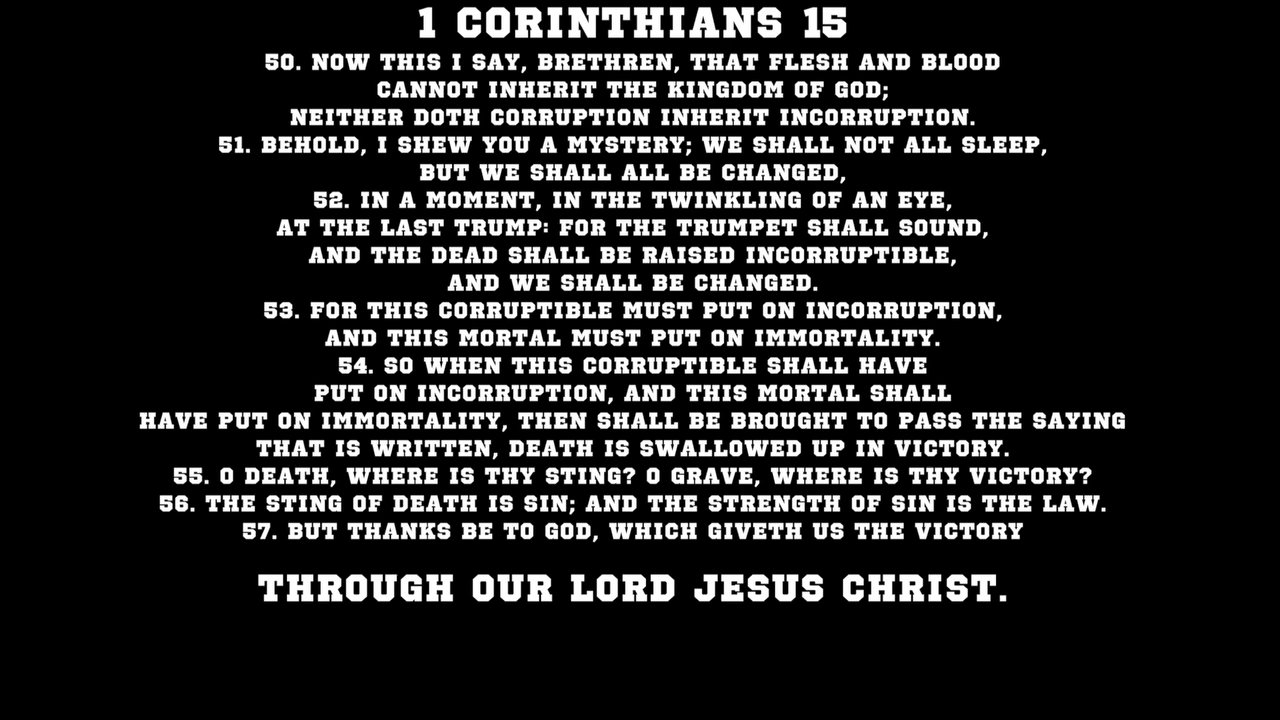 1 CORINTHIANS 15
50. NOW THIS I SAY, BRETHREN, THAT FLESH AND BLOOD
CANNOT INHERIT THE KINGDOM OF GOD;
NEITHER DOTH CORRUPTION INHERIT INCORRUPTION.
51. BEHOLD, I SHEW YOU A MYSTERY; WE SHALL NOT ALL SLEEP,
BUT WE SHALL ALL BE CHANGED,
52. IN A MOMENT, IN THE TWINKLING OF AN EYE,
AT THE LAST TRUMP: FOR THE TRUMPET SHALL SOUND,
AND THE DEAD SHALL BE RAISED INCORRUPTIBLE,
AND WE SHALL BE CHANGED.
53. FOR THIS CORRUPTIBLE MUST PUT ON INCORRUPTION,
AND THIS MORTAL MUST PUT ON IMMORTALITY.
54. SO WHEN THIS CORRUPTIBLE SHALL HAVE
PUT ON INCORRUPTION, AND THIS MORTAL SHALL
HAVE PUT ON IMMORTALITY, THEN SHALL BE BROUGHT TO PASS THE SAYING
THAT IS WRITTEN, DEATH IS SWALLOWED UP IN VICTORY.
55. O DEATH, WHERE IS THY STING? O GRAVE, WHERE IS THY VICTORY?
56. THE STING OF DEATH IS SIN; AND THE STRENGTH OF SIN IS THE LAW.
57. BUT THANKS BE TO GOD, WHICH GIVETH US THE VICTORY
THROUGH OUR LORD JESUS CHRIST.